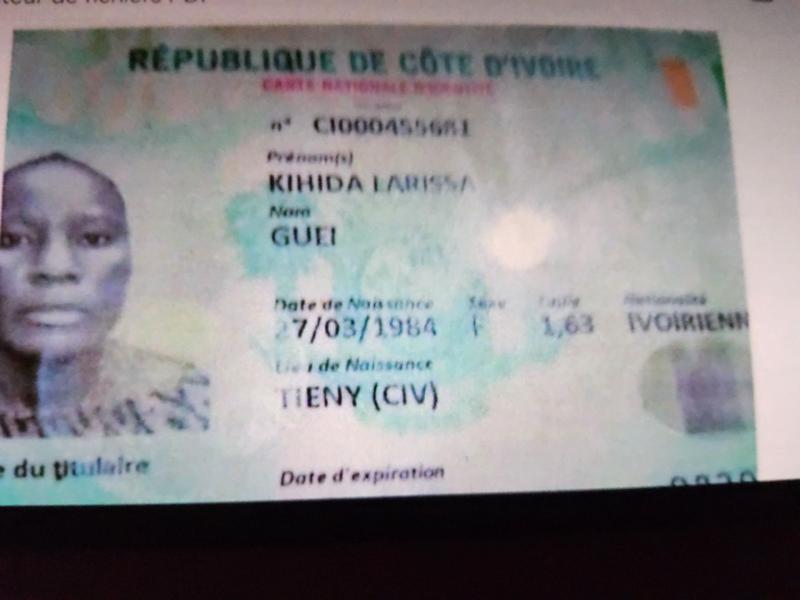 RÉPUBLIQUE DE CÔTE D'IVOIRE
CARTE NATIONALE D'IDENTITÉ
n° CI000455681
Prénom(s)
KIHIDA LARISSA
Nom
GUEI
Date de Naissance Sexe Taille Nationalité
27/03/1984 F 1,63 IVOIRIENN
Lieu de Naissance
TIENY (CIV)
e du titulaire
Date d'expiration